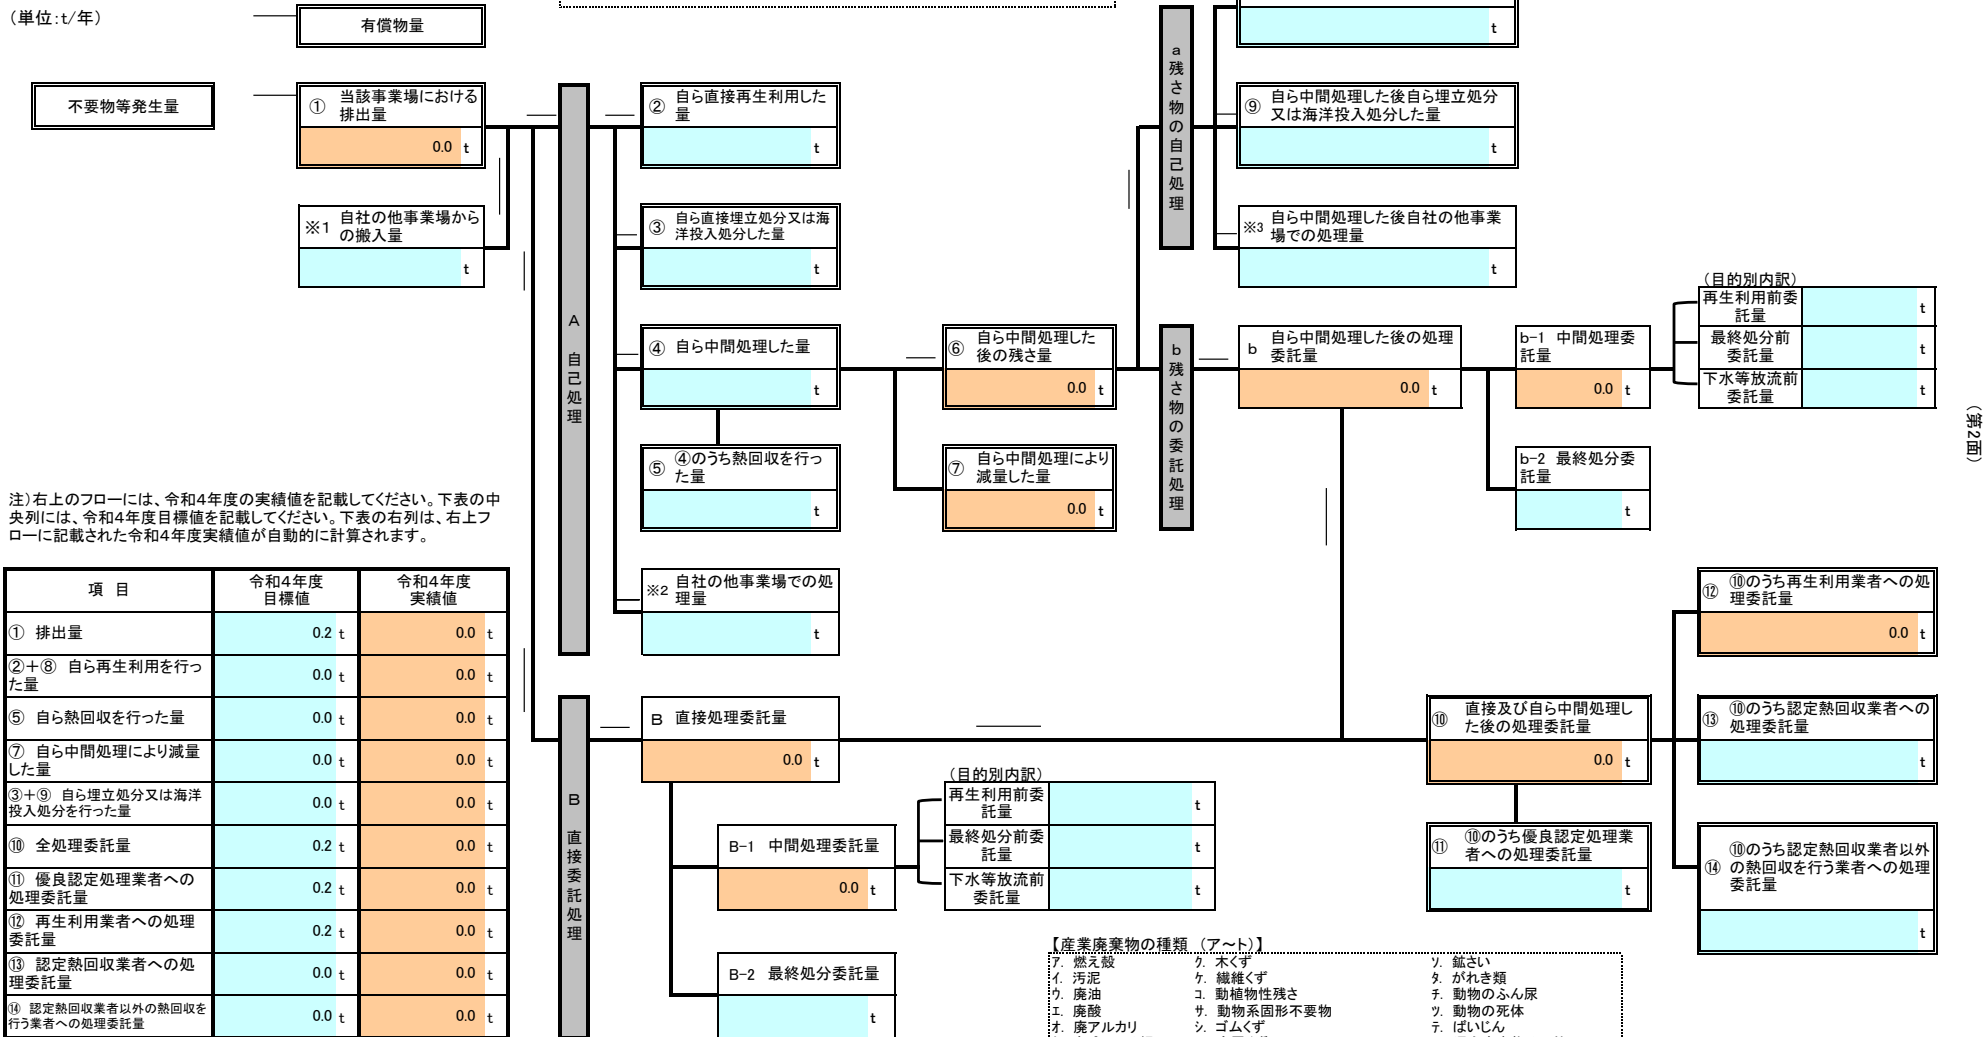 （単位:t/年）
有償物量
t
不要物等発生量
① 当該事業場における
排出量
0.0 t
※1 自社の他事業場から
の搬入量
t
A 自己処理
② 自ら直接再生利用した
量
t
③ 自ら直接埋立処分又は海
洋投入処分した量
t
④ 自ら中間処理した量
t
⑤ ④のうち熱回収を行っ
た量
t
※2 自社の他事業場での処
理量
t
⑥ 自ら中間処理した
後の残さ量
0.0 t
⑦ 自ら中間処理により
減量した量
0.0 t
a 残さ物の自己処理
⑨ 自ら中間処理した後自ら埋立処分
又は海洋投入処分した量
t
※3 自ら中間処理した後自社の他事業
場での処理量
t
b 残さ物の委託処理
b 自ら中間処理した後の処理
委託量
0.0 t
b-1 中間処理委
託量
0.0 t
b-2 最終処分委
託量
t
（目的別内訳）
再生利用前委
託量
t
最終処分前
委託量
t
下水等放流前
委託量
t
（第2面）
注）右上のフローには、令和4年度の実績値を記載してください。下表の中
央列には、令和4年度目標値を記載してください。下表の右列は、右上フ
ローに記載された令和4年度実績値が自動的に計算されます。
項 目 令和4年度
目標値 令和4年度
実績値
① 排出量 0.2 t 0.0 t
②+⑧ 自ら再生利用を行っ
た量 0.0 t 0.0 t
⑤ 自ら熱回収を行った量 0.0 t 0.0 t
⑦ 自ら中間処理により減量
した量 0.0 t 0.0 t
③+⑨ 自ら埋立処分又は海洋
投入処分を行った量 0.0 t 0.0 t
⑩ 全処理委託量 0.2 t 0.0 t
⑪ 優良認定処理業者への
処理委託量 0.2 t 0.0 t
⑫ 再生利用業者への処理
委託量 0.2 t 0.0 t
⑬ 認定熱回収業者への処
理委託量 0.0 t 0.0 t
⑭ 認定熱回収業者以外の熱回収を
行う業者への処理委託量 0.0 t 0.0 t
B 直接委託処理
B 直接処理委託量
0.0 t
B-1 中間処理委託量
0.0 t
B-2 最終処分委託量
t
（目的別内訳）
再生利用前委
託量
t
最終処分前委
託量
t
下水等放流前
委託量
t
⑩ 直接及び自ら中間処理し
た後の処理委託量
0.0 t
⑪ ⑩のうち優良認定処理業
者への処理委託量
t
⑫ ⑩のうち再生利用業者への処
理委託量
0.0 t
⑬ ⑩のうち認定熱回収業者への
処理委託量
t
⑭ ⑩のうち認定熱回収業者以外
の熱回収を行う業者への処理
委託量
t
【産業廃棄物の種類 （ア～ト）】
ア. 燃え殻 ク. 木くず ソ. 鉱さい
イ. 汚泥 ケ. 繊維くず タ. がれき類
ウ. 廃油 コ. 動植物性残さ チ. 動物のふん尿
エ. 廃酸 サ. 動物系固形不要物 ツ. 動物の死体
オ. 廃アルカリ シ. ゴムくず テ. ばいじん